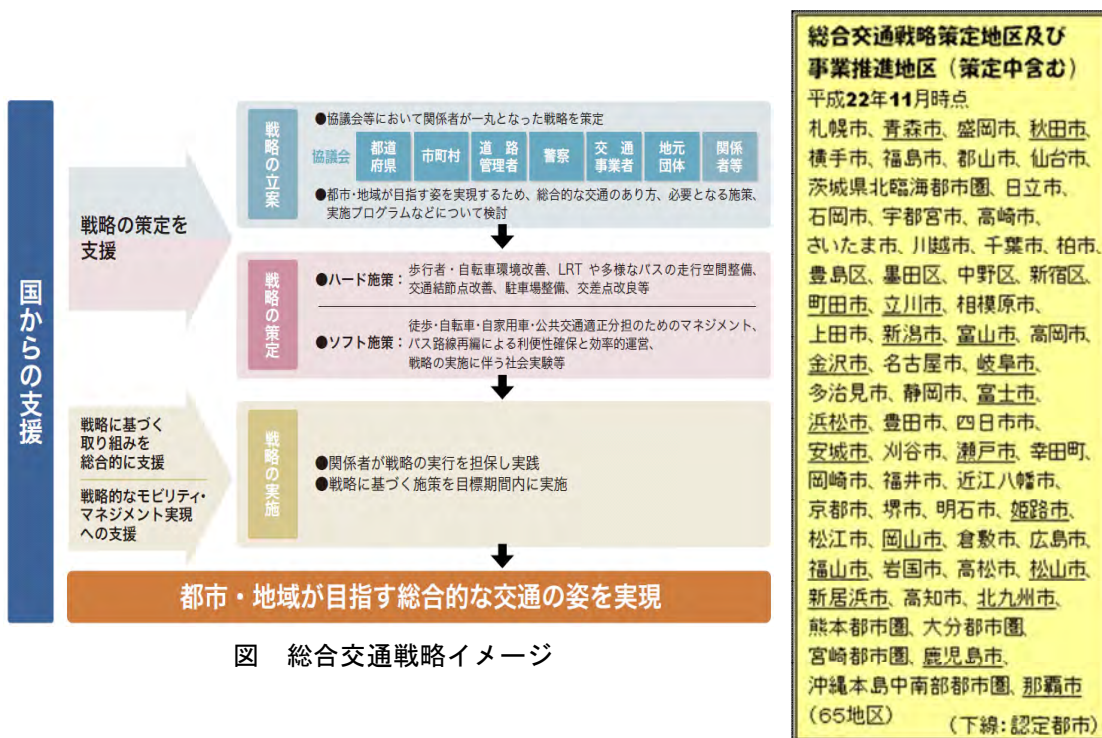 国からの支援
戦略の策定を
支援
戦略の立案
●協議会等において関係者が一丸となった戦略を策定
協議会
都道
府県
市町村
道 路
管理者
警察
交 通
事業者
地元
団体
関係
者等
●都市・地域が目指す姿を実現するため、総合的な交通のあり方、必要となる施策、
実施プログラムなどについて検討
戦略の策定
●ハード施策：歩行者・自転車環境改善、LRT や多様なバスの走行空間整備、
交通結節点改善、駐車場整備、交差点改良等
●ソフト施策：徒歩・自転車・自家用車・公共交通適正分担のためのマネジメント、
バス路線再編による利便性確保と効率的運営、
戦略の実施に伴う社会実験等
戦略に基づく
取り組みを
総合的に支援
戦略的なモビリティ・
マネジメント実現
への支援
戦略の実施
●関係者が戦略の実行を担保し実践
●戦略に基づく施策を目標期間内に実施
都市・地域が目指す総合的な交通の姿を実現
図　総合交通戦略イメージ
総合交通戦略策定地区及び
事業推進地区（策定中含む）
平成22年11月時点
札幌市、青森市、盛岡市、秋田市、
横手市、福島市、郡山市、仙台市、
茨城県北臨海都市圏、日立市、
石岡市、宇都宮市、高崎市、
さいたま市、川越市、千葉市、柏市、
豊島区、墨田区、中野区、新宿区、
町田市、立川市、相模原市、
上田市、新潟市、富山市、高岡市、
金沢市、名古屋市、岐阜市、
多治見市、静岡市、富士市、
浜松市、豊田市、四日市市、
安城市、刈谷市、瀬戸市、幸田町、
岡崎市、福井市、近江八幡市、
京都市、堺市、明石市、姫路市、
松江市、岡山市、倉敷市、広島市、
福山市、岩国市、高松市、松山市、
新居浜市、高知市、北九州市、
熊本都市圏、大分都市圏、
宮崎都市圏、鹿児島市、
沖縄本島中南部都市圏、那覇市
（65地区）
（下線：認定都市）